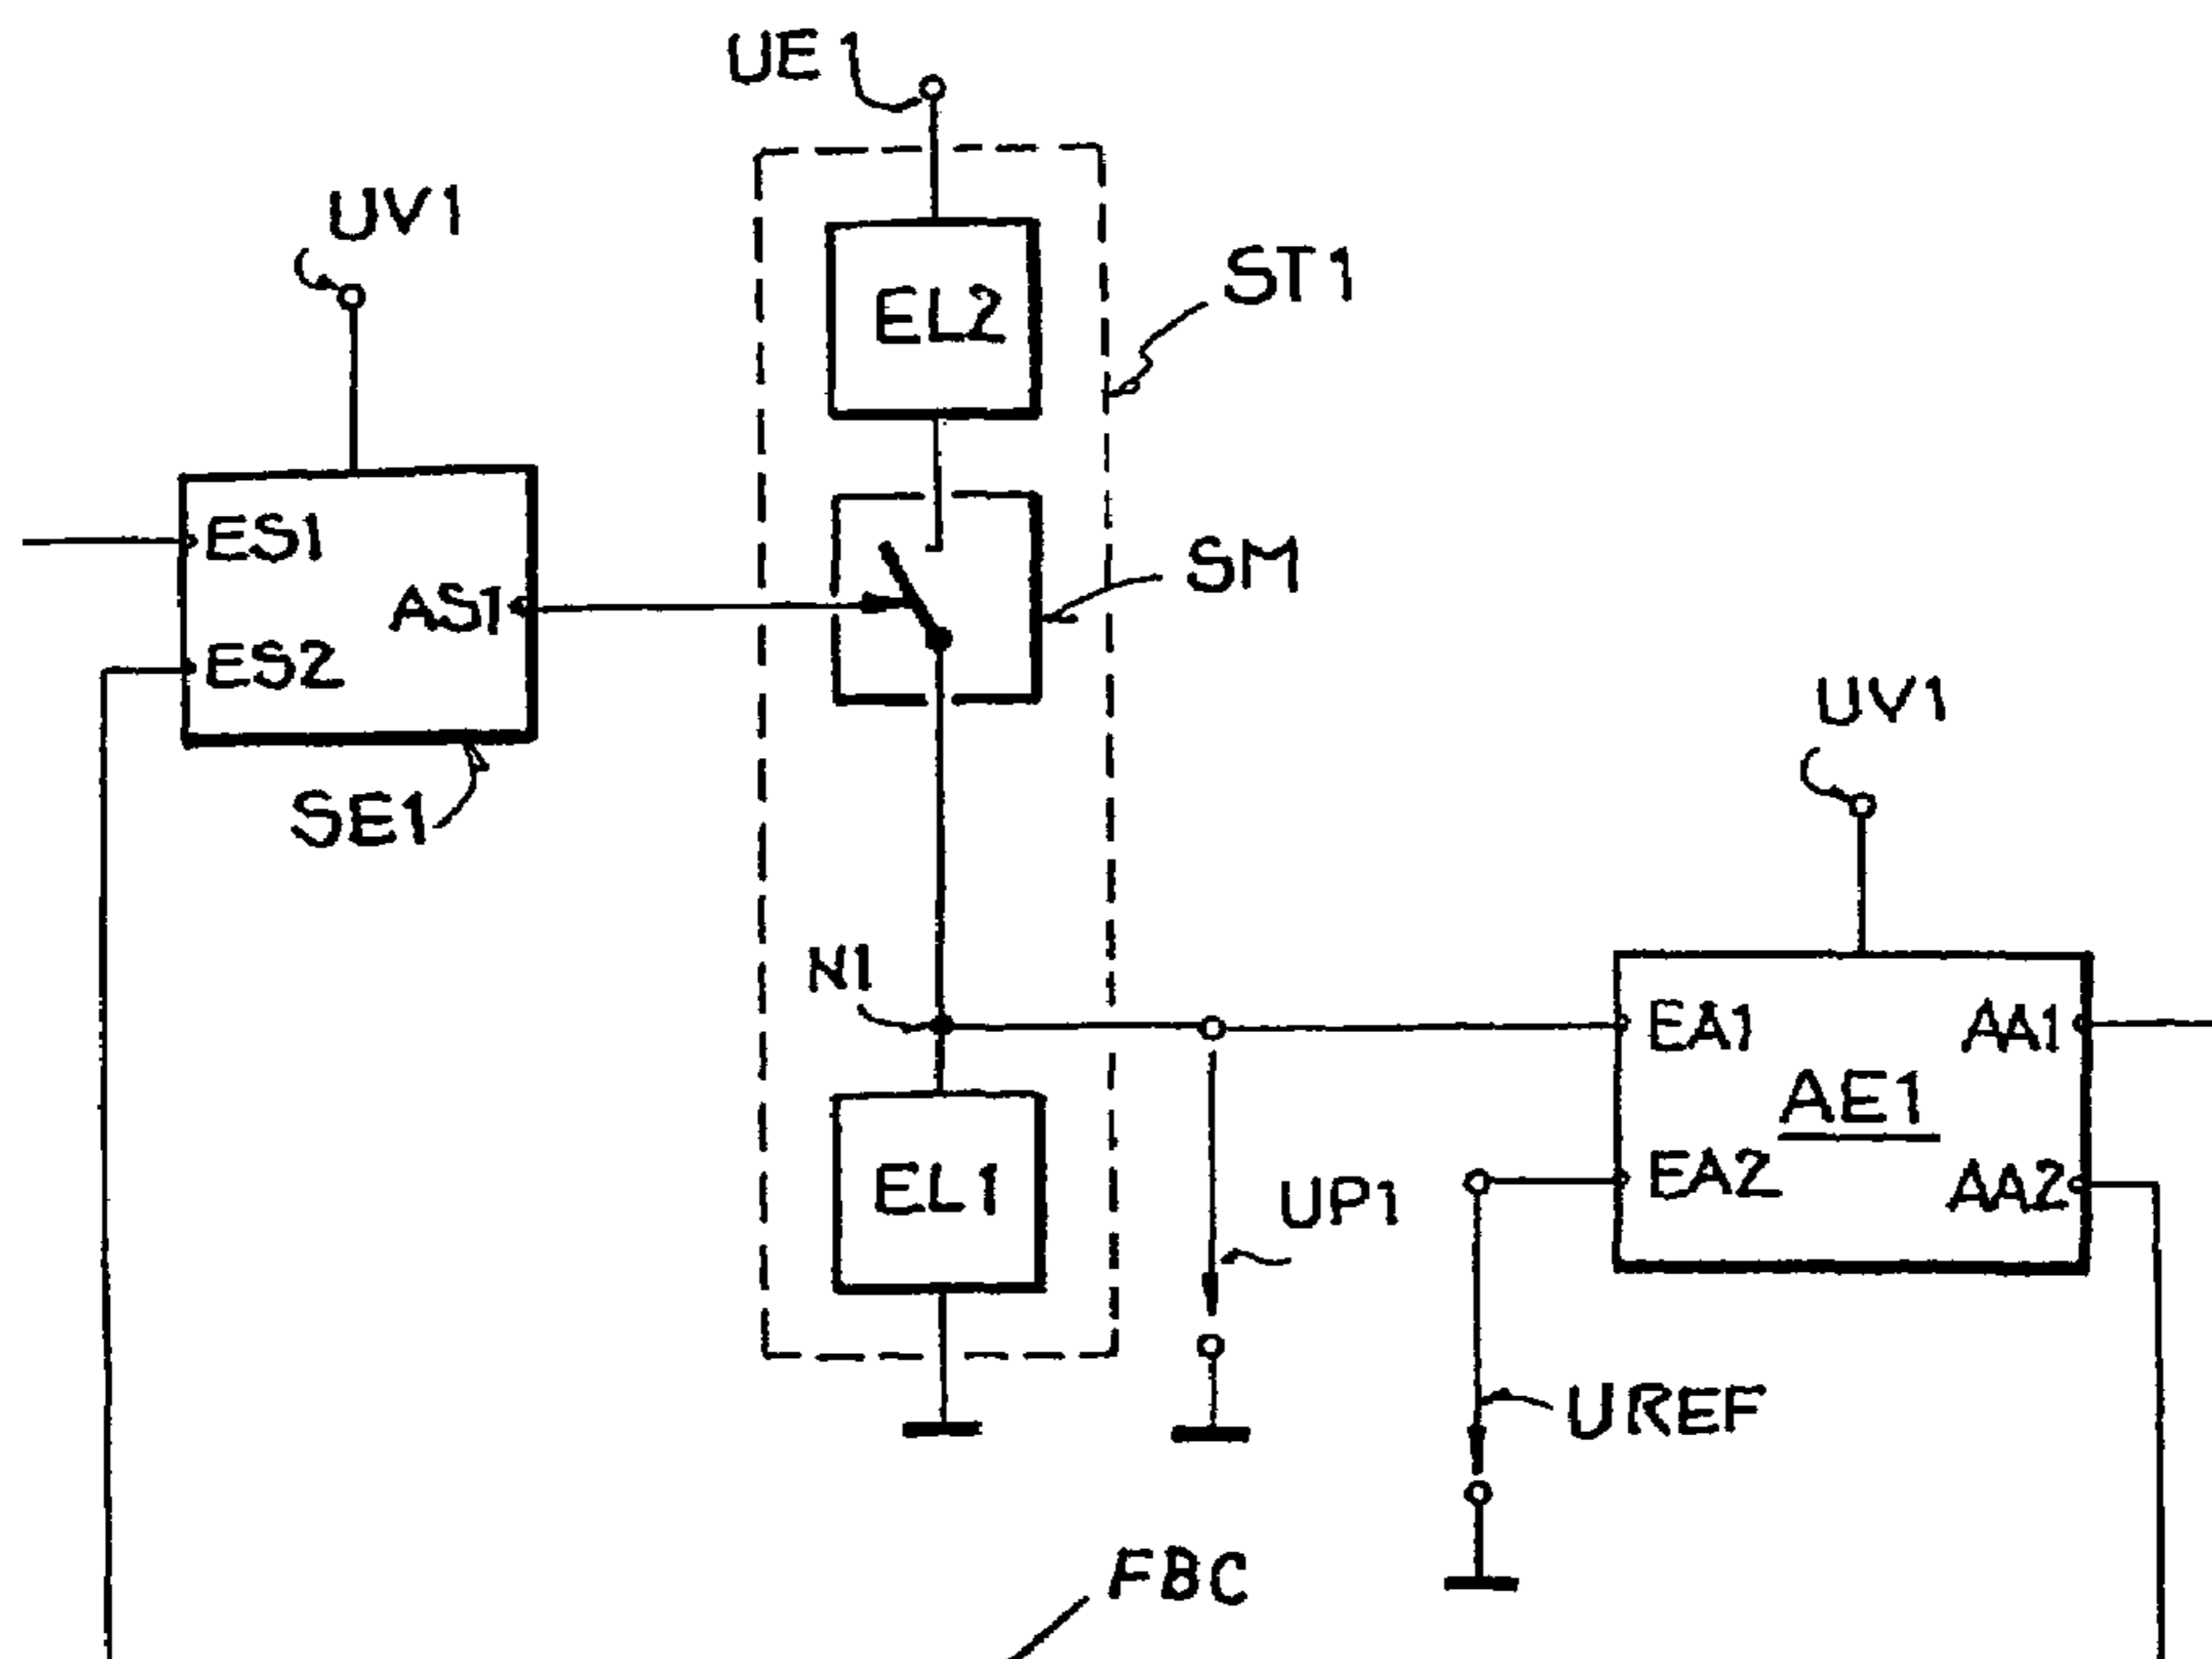 UE1
UV1
ST1
EL2
ES1
SM
AS1
ES2
UV1
SE1
N1
EA1
AA1
AE1
EL1
EA2
AA2
UP1
UREF
FBC